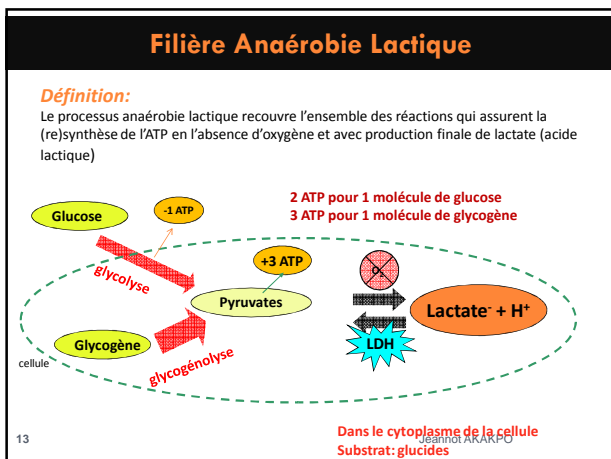 Filière Anaérobie Lactique
Définition:
Le processus anaérobie lactique recouvre l'ensemble des réactions qui assurent la
(re)synthèse de l'ATP en l'absence d'oxygène et avec production finale de lactate (acide
lactique)
2 ATP pour 1 molécule de glucose
3 ATP pour 1 molécule de glycogène
Glucose
-1 ATP
glycolyse
+3 ATP
O₂
Pyruvates
Lactate⁻ + H⁺
Glycogène
LDH
cellule
glycogénolyse
Dans le cytoplasme de la cellule
13
Jeannot AKAKPO
Substrat: glucides